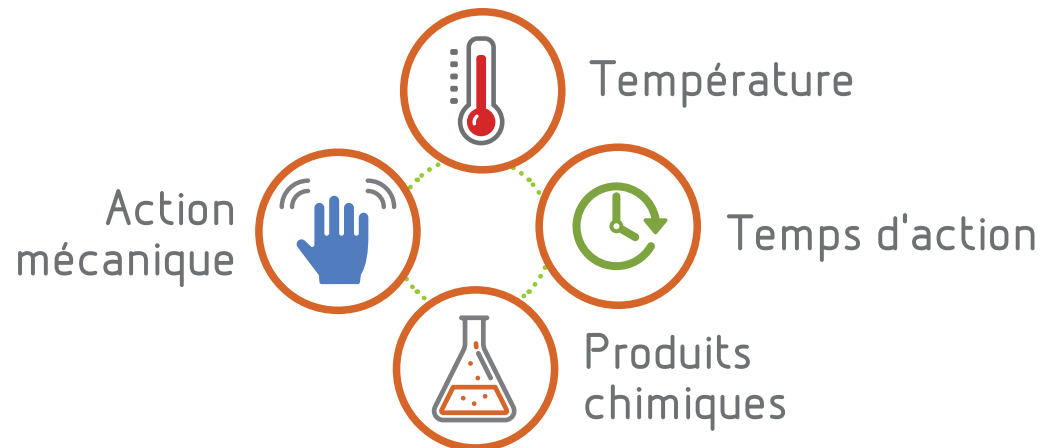 Température
Action
mécanique
Temps d'action
Produits
chimiques